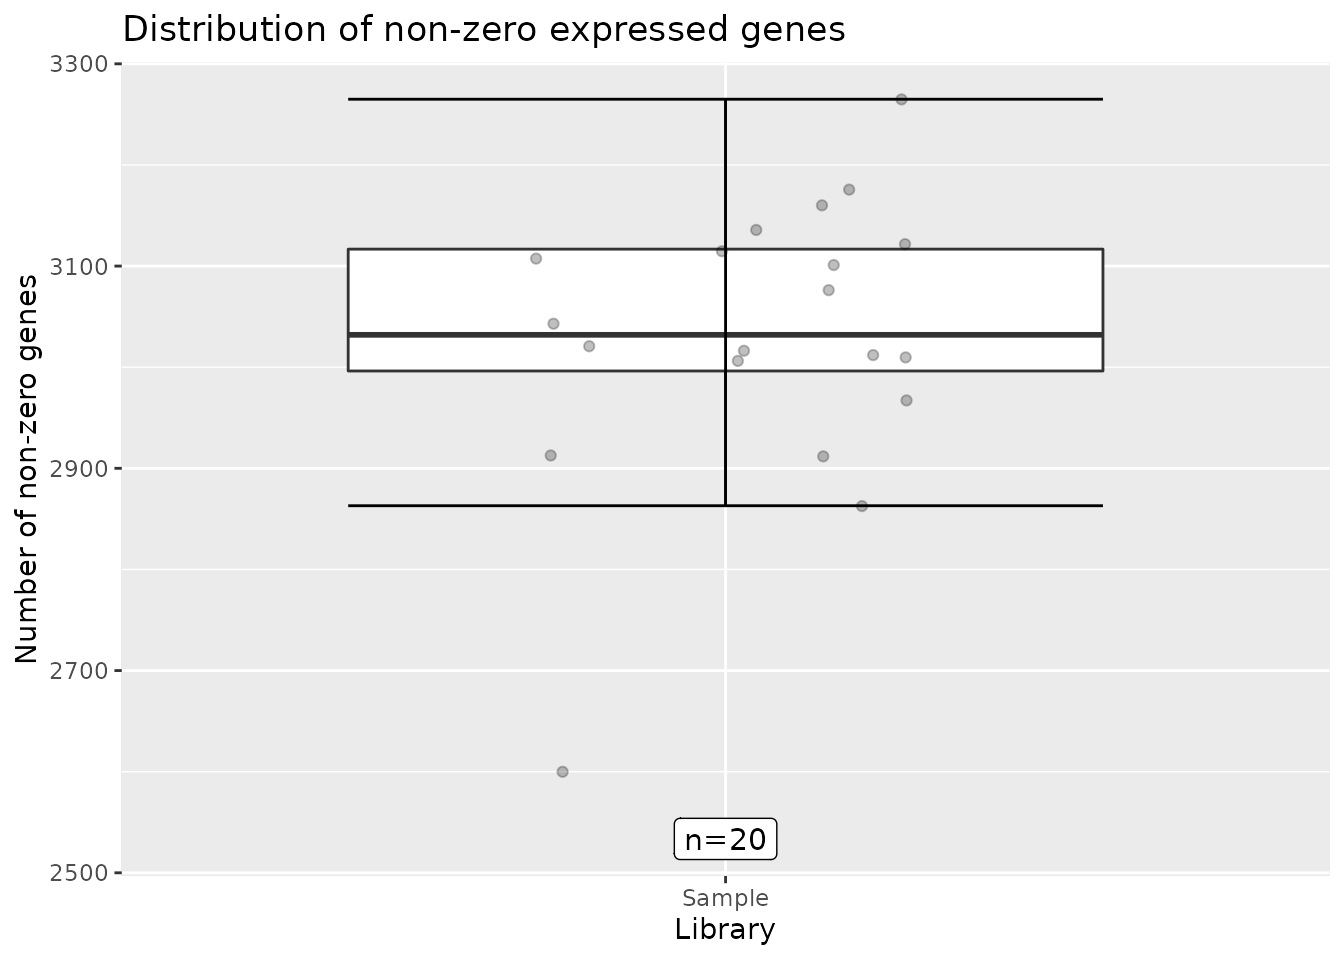 Distribution of non-zero expressed genes
3300
3100
2900
2700
2500
Number of non-zero genes
n=20
Sample
Library